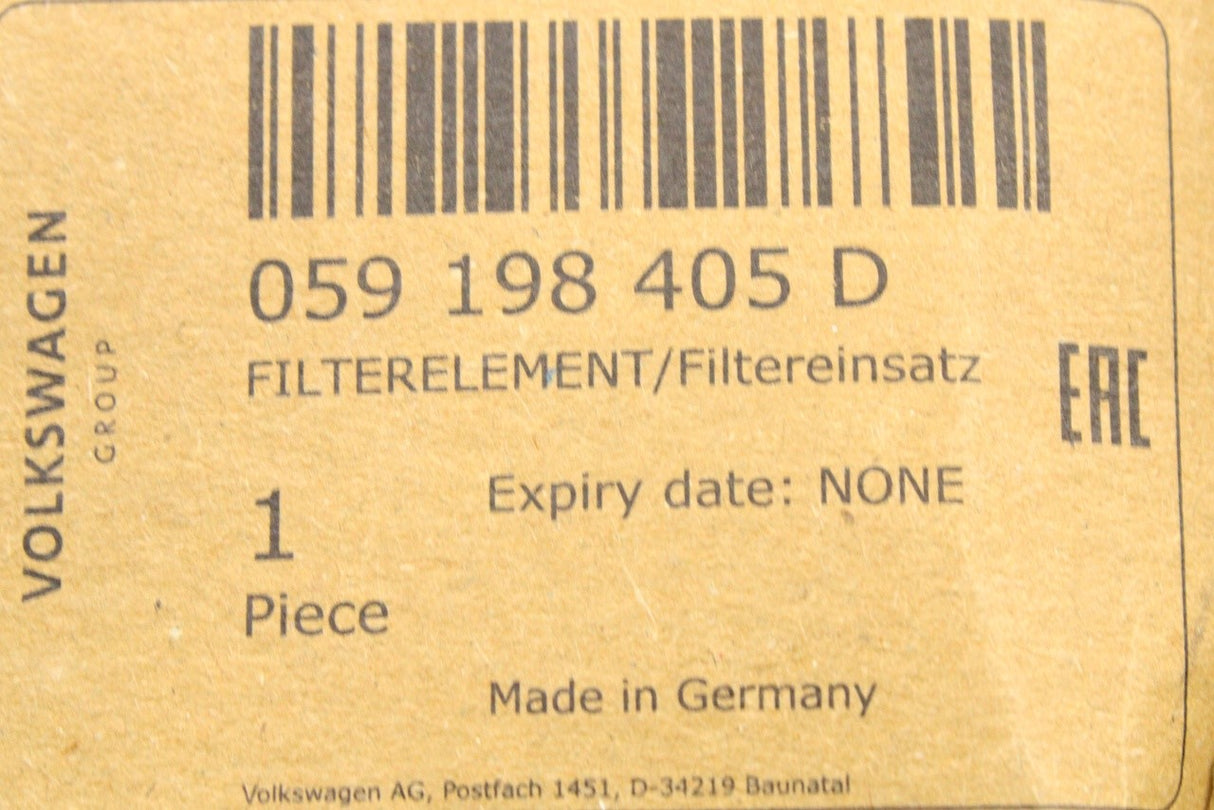 VOLKSWAGEN
GROUP
059 198 405 D
FILTERELEMENT/Filtereinsatz
EAC
Expiry date: NONE
1
Piece
Made in Germany
Volkswagen AG, Postfach 1451, D-34219 Baunatal